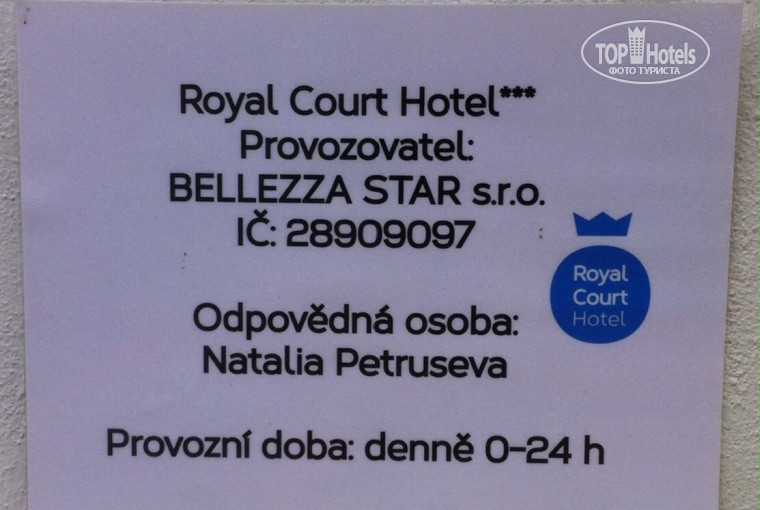 TOP Hotels
ФОТО ТУРИСТА
Royal Court Hotel***
Provozovatel:
BELLEZZA STAR s.r.o.
IČ: 28909097
Royal
Court
Hotel
Odpovědná osoba:
Natalia Petruseva
Provozní doba: denně 0-24 h